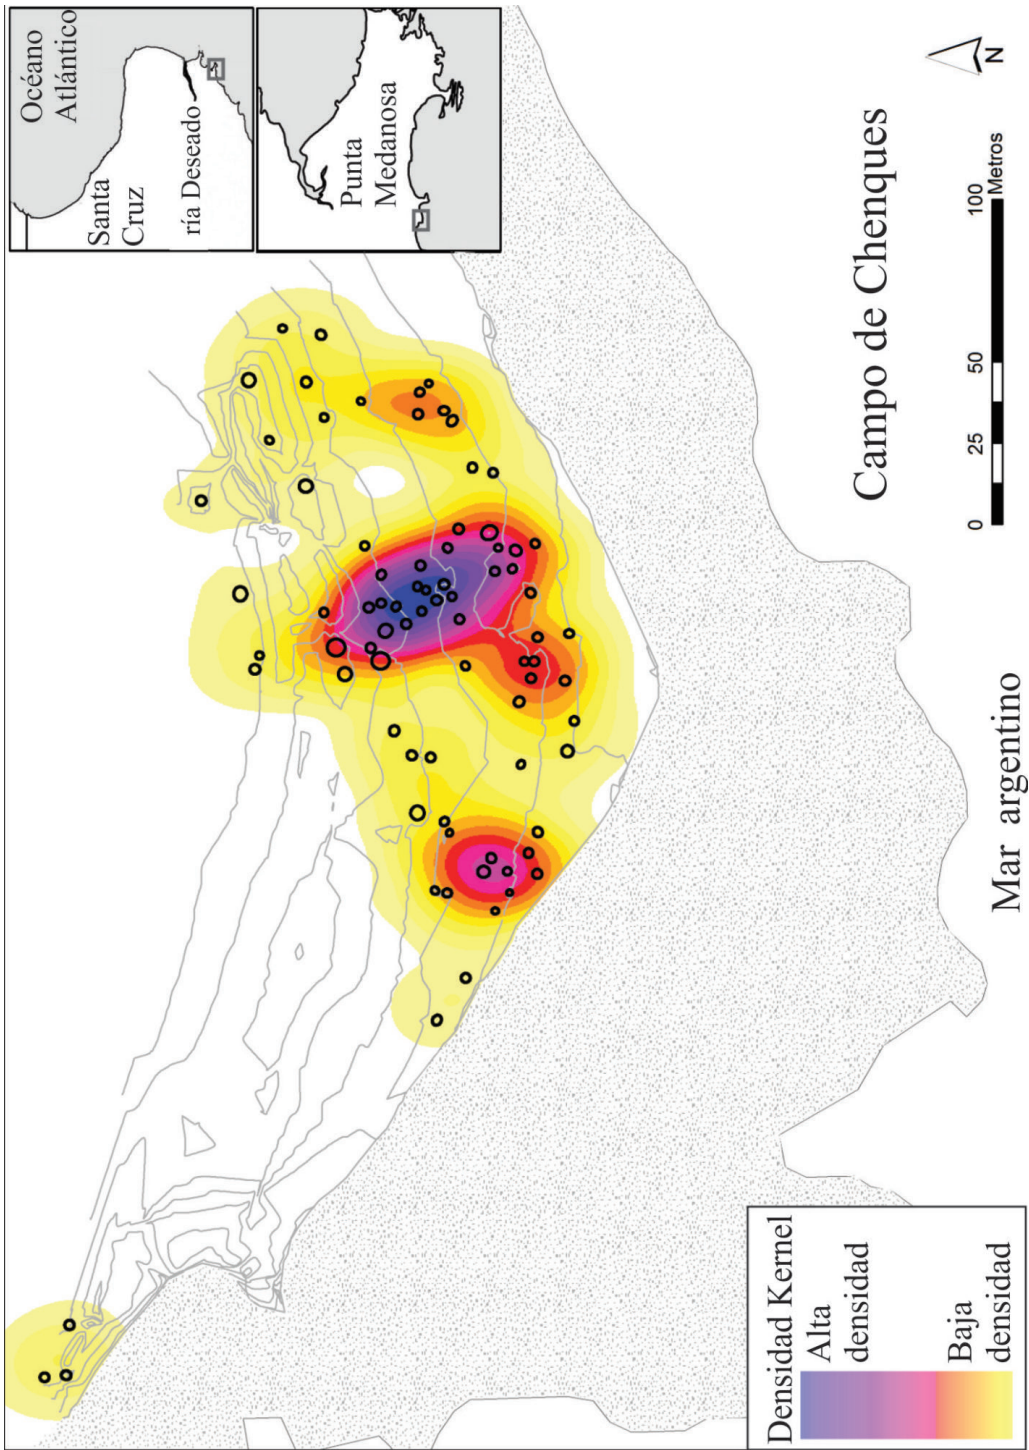 Océano
Atlántico
Santa
Cruz
ría Deseado
Punta
Medanosa
N
Campo de Chenques
0 25 50 100
Metros
Mar argentino
Densidad Kernel
Alta
densidad
Baja
densidad